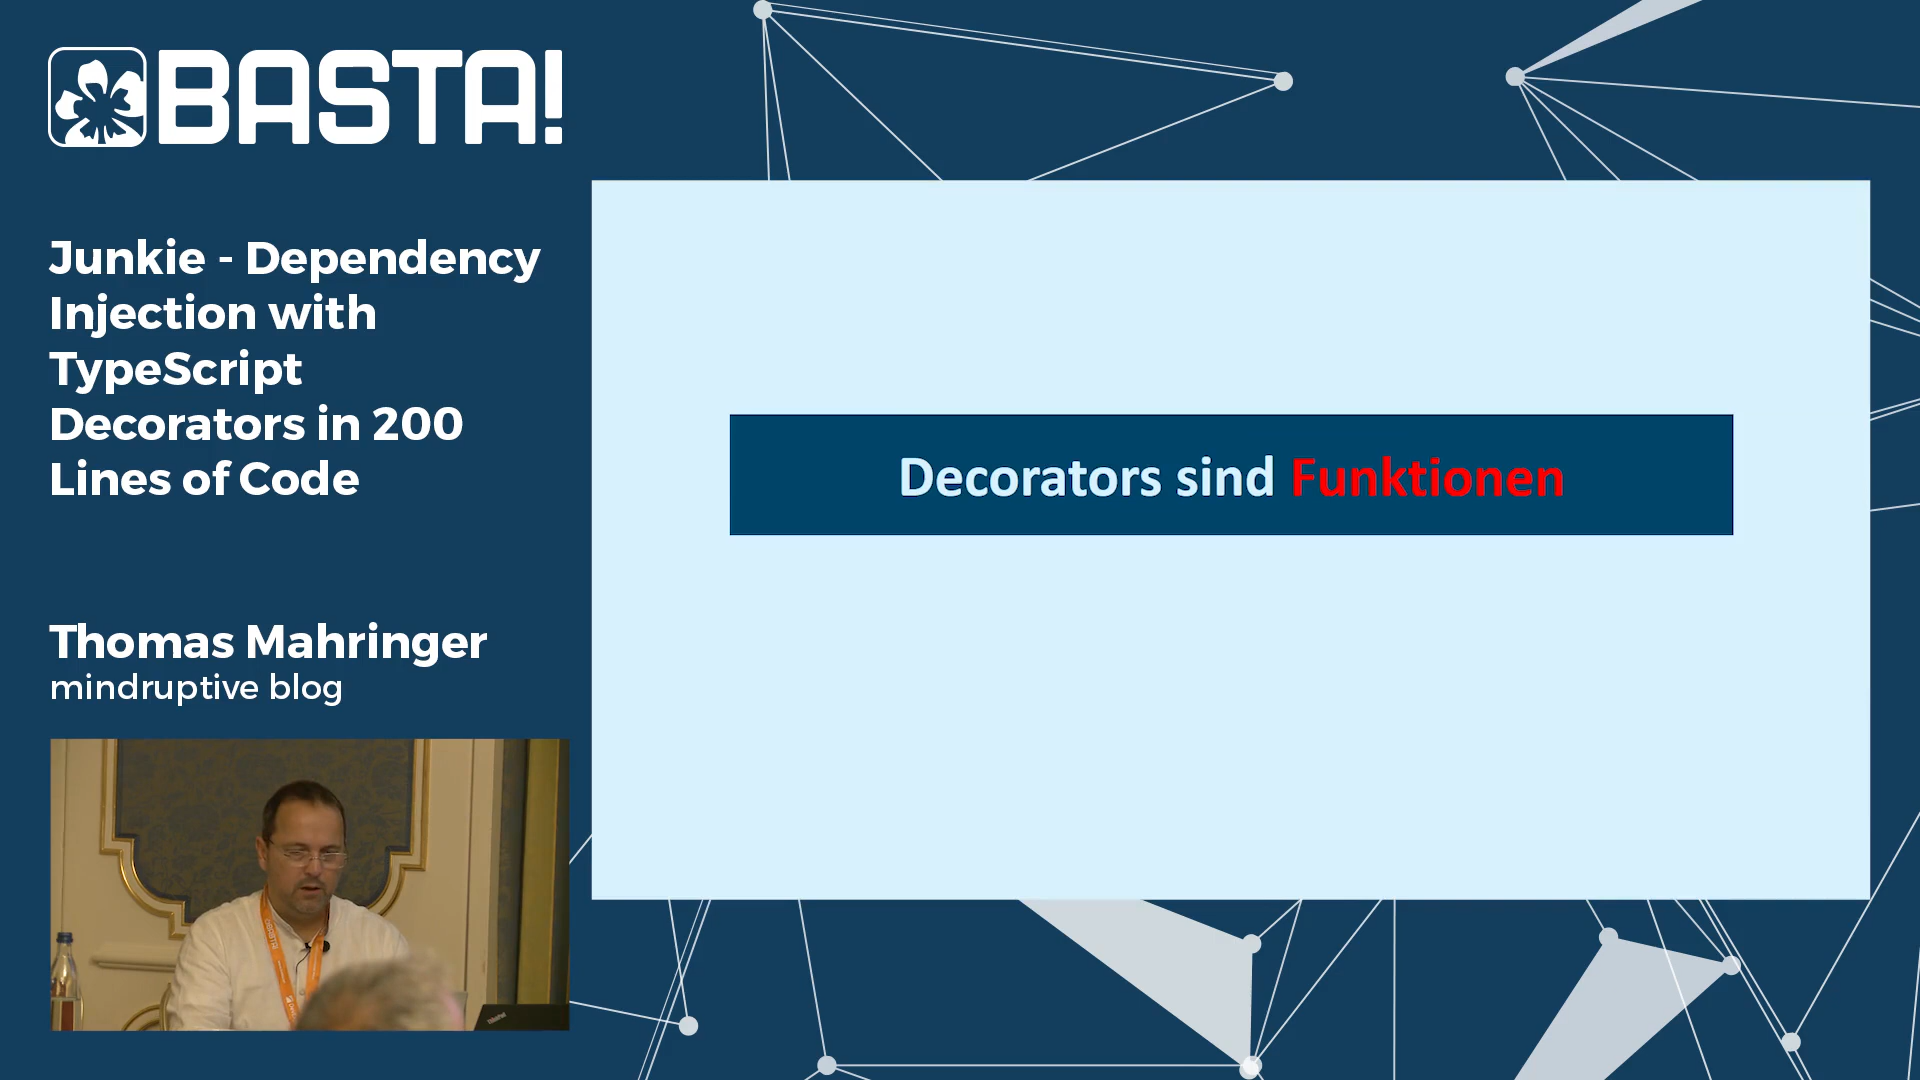 BASTA!
Junkie - Dependency
Injection with
TypeScript
Decorators in 200
Lines of Code
Thomas Mahringer
mindruptive blog
Decorators sind Funktionen
ThinkPad